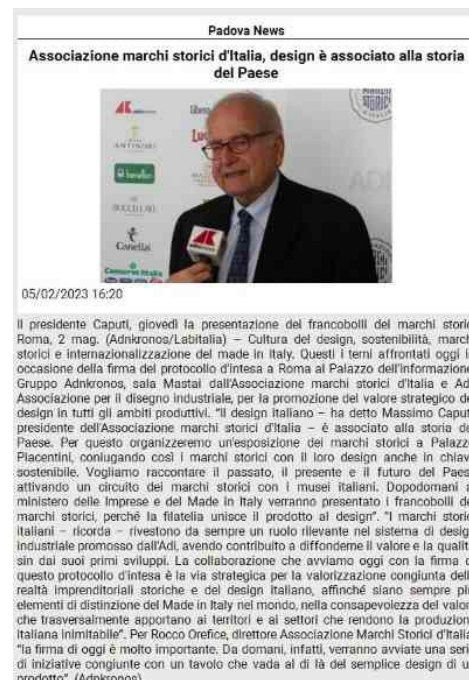 Padova News
Associazione marchi storici d'Italia, design è associato alla storia
del Paese
ANTINORI
benelli
BUCCELLATI
Canellas
Conserve Italia
STORICI
05/02/2023 16:20
Il presidente Caputi, giovedì la presentazione dei francobolli dei marchi storic
Roma, 2 mag. (Adnkronos/Labitalia) – Cultura del design, sostenibilità, march
storici e internazionalizzazione del made in Italy. Questi i temi affrontati oggi i
occasione della firma del protocollo d'intesa a Roma al Palazzo dell'informazione
Gruppo Adnkronos, sala Mastai dall'Associazione marchi storici d'Italia e Ad
Associazione per il disegno industriale, per la promozione del valore strategico de
design in tutti gli ambiti produttivi. "Il design italiano – ha detto Massimo Caput
presidente dell'Associazione marchi storici d'Italia – è associato alla storia de
Paese. Per questo organizzeremo un'esposizione dei marchi storici a Palazz
Piacentini, coniugando così i marchi storici con il loro design anche in chiav
sostenibile. Vogliamo raccontare il passato, il presente e il futuro del Paes
attivando un circuito dei marchi storici con i musei italiani. Dopodomani a
ministero delle Imprese e del Made in Italy verranno presentato i francobolli de
marchi storici, perché la filatelia unisce il prodotto al design". "I marchi storic
italiani – ricorda – rivestono da sempre un ruolo rilevante nel sistema di desig
industriale promosso dall'Adi, avendo contribuito a diffonderne il valore e la qualit
sin dai suoi primi sviluppi. La collaborazione che avviamo oggi con la firma d
questo protocollo d'intesa è la via strategica per la valorizzazione congiunta dell
realtà imprenditoriali storiche e del design italiano, affinché siano sempre pi
elementi di distinzione del Made in Italy nel mondo, nella consapevolezza del valor
che trasversalmente apportano ai territori e ai settori che rendono la produzion
italiana inimitabile". Per Rocco Orefice, direttore Associazione Marchi Storici d'Italia
"la firma di oggi è molto importante. Da domani, infatti, verranno avviate una seri
di iniziative congiunte con un tavolo che vada al di là del semplice design di u
prodotto". (Adnkronos)